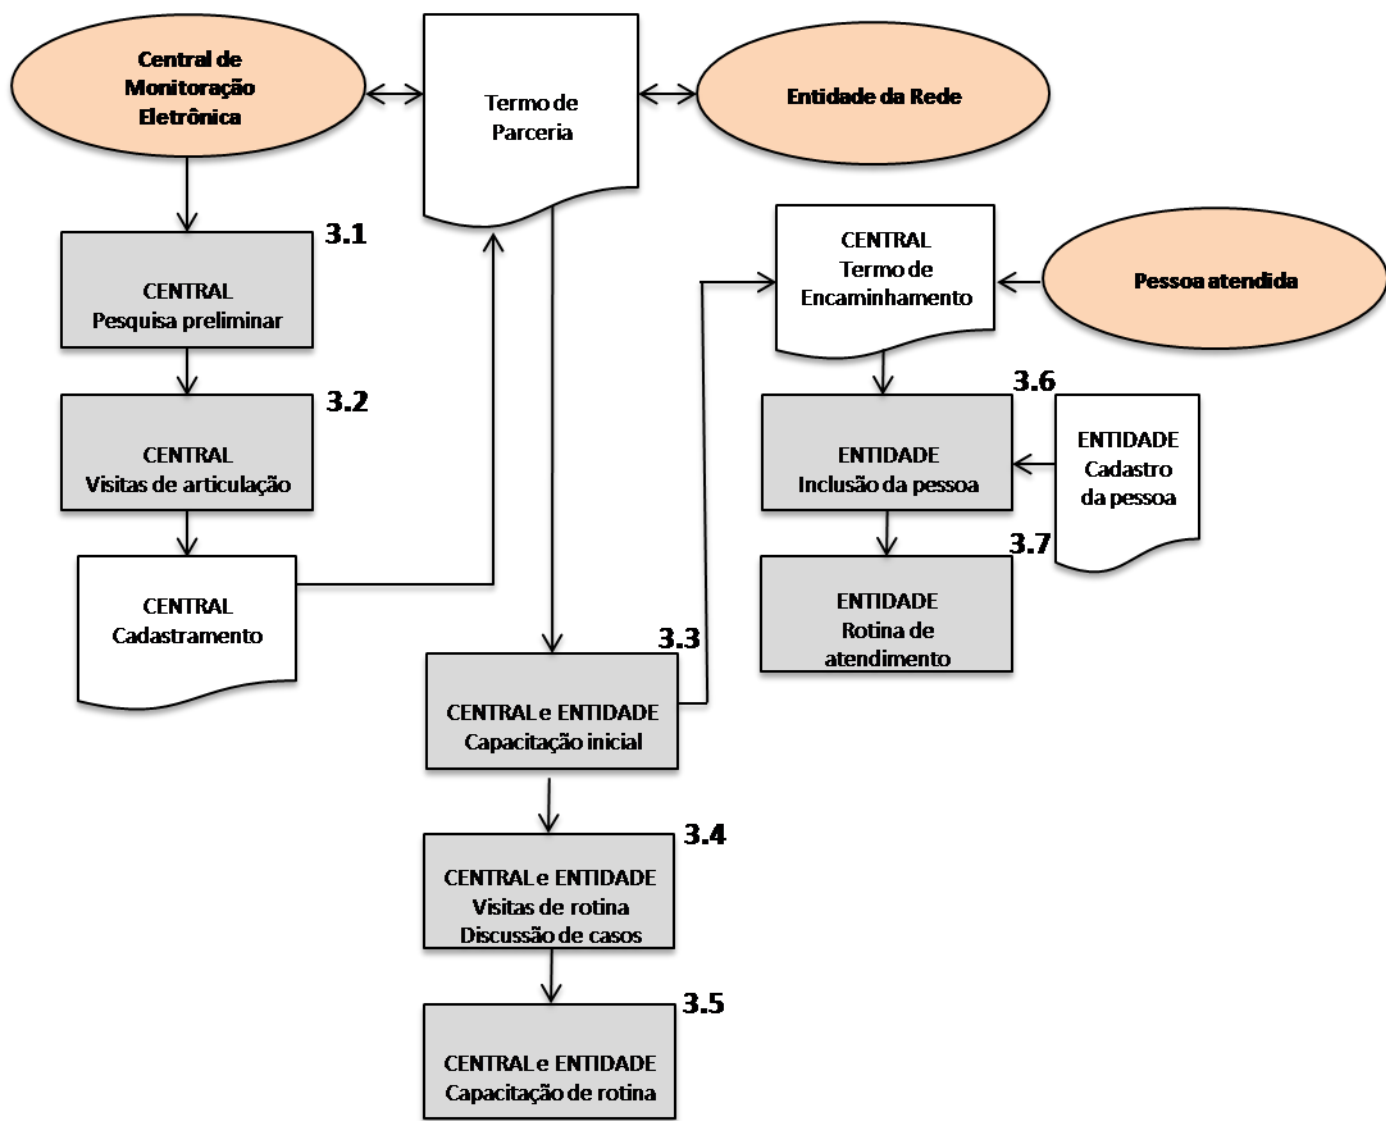 Central de
Monitoração
Eletrônica
Termo de
Parceria
Entidade da Rede
3.1
CENTRAL
Pesquisa preliminar
3.2
CENTRAL
Visitas de articulação
CENTRAL
Cadastramento
3.3
CENTRAL e ENTIDADE
Capacitação inicial
3.4
CENTRAL e ENTIDADE
Visitas de rotina
Discussão de casos
3.5
CENTRAL e ENTIDADE
Capacitação de rotina
CENTRAL
Termo de
Encaminhamento
Pessoa atendida
3.6
ENTIDADE
Inclusão da pessoa
ENTIDADE
Cadastro
da pessoa
3.7
ENTIDADE
Rotina de
atendimento